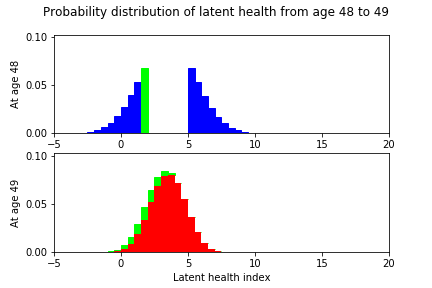 Probability distribution of latent health from age 48 to 49
At age 48
0.10
0.05
0.00
−5 0 5 10 15 20
At age 49
0.10
0.05
0.00
−5 0 5 10 15 20
Latent health index